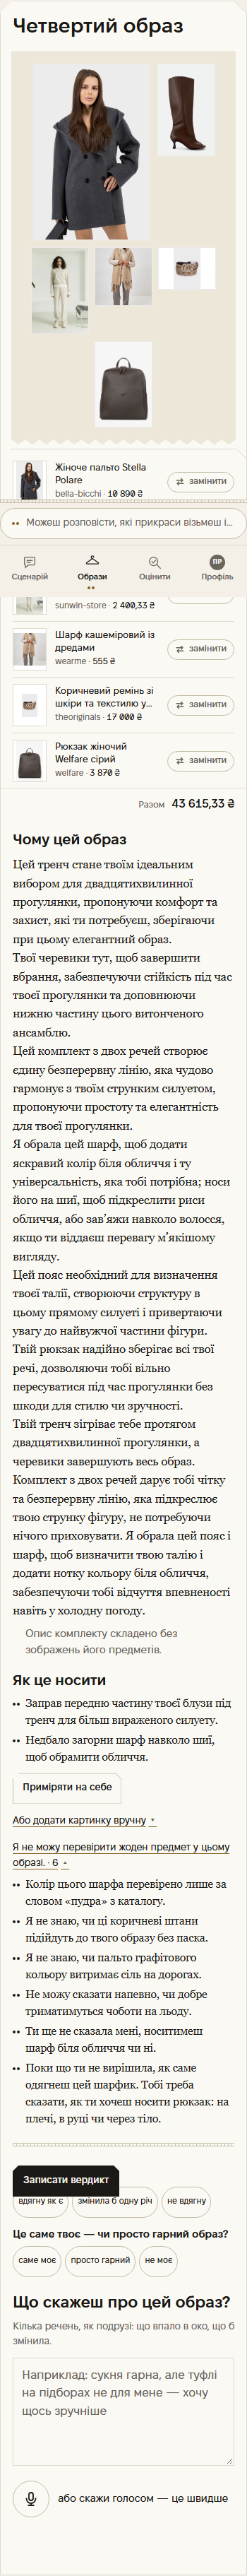 Четвертий образ
Жіноче пальто Stella
Polare
bella-bicchi · 10 890 ₴
замінити
Можеш розповісти, які прикраси візьмеш і...
Сценарій
Образи
Оцінити
ПР
Профіль
sunwin-store · 2 400,33 ₴
Шарф кашеміровий із
дредами
wearme · 555 ₴
замінити
Коричневий ремінь зі
шкіри та текстилю у...
theoriginals · 17 000 ₴
замінити
Рюкзак жіночий
Welfare сірий
welfare · 3 870 ₴
замінити
Разом 43 615,33 ₴
Чому цей образ
Цей тренч стане твоїм ідеальним
вибором для двадцятихвилинної
прогулянки, пропонуючи комфорт та
захист, які ти потребуєш, зберігаючи
при цьому елегантний образ.
Твої черевики тут, щоб завершити
вбрання, забезпечуючи стійкість під час
твоєї прогулянки та доповнюючи
нижню частину цього витонченого
ансамблю.
Цей комплект з двох речей створює
єдину безперервну лінію, яка чудово
гармонує з твоїм струнким силуетом,
пропонуючи простоту та елегантність
для твоєї прогулянки.
Я обрала цей шарф, щоб додати
яскравий колір біля обличчя і ту
універсальність, яка тобі потрібна; носи
його на шиї, щоб підкреслити риси
обличчя, або зав’яжи навколо волосся,
якщо ти віддаєш перевагу м’якішому
вигляду.
Цей пояс необхідний для визначення
твоєї талії, створюючи структуру в
цьому прямому силуеті і привертаючи
увагу до найвужчої частини фігури.
Твій рюкзак надійно зберігає всі твої
речі, дозволяючи тобі вільно
пересуватися під час прогулянки без
шкоди для стилю чи зручності.
Твій тренч зігріває тебе протягом
двадцятихвилинної прогулянки, а
черевики завершують весь образ.
Комплект з двох речей дарує тобі чітку
та безперервну лінію, яка підкреслює
твою струнку фігуру, не потребуючи
нічого приховувати. Я обрала цей пояс і
шарф, щоб визначити твою талію і
додати нотку кольору біля обличчя,
забезпечуючи тобі відчуття впевненості
навіть у холодну погоду.
Опис комплекту складено без
зображень його предметів.
Як це носити
Заправ передню частину твоєї блузи під
тренч для більш вираженого силуету.
Недбало загорни шарф навколо шиї,
щоб обрамити обличчя.
Приміряти на себе
Або додати картинку вручну
Я не можу перевірити жоден предмет у цьому
образі. · 6
Колір цього шарфа перевірено лише за
словом «пудра» з каталогу.
Я не знаю, чи ці коричневі штани
підійдуть до твого образу без паска.
Я не знаю, чи пальто графітового
кольору витримає сіль на дорогах.
Не можу сказати напевно, чи добре
триматимуться чоботи на льоду.
Ти ще не сказала мені, носитимеш
шарф біля обличчя чи ні.
Поки що ти не вирішила, як саме
одягнеш цей шарфик. Тобі треба
сказати, як ти хочеш носити рюкзак: на
плечі, в руці чи через тіло.
Записати вердикт
вдягну як є
змінила б одну річ
не вдягну
Це саме твоє — чи просто гарний образ?
саме моє
просто гарний
не моє
Що скажеш про цей образ?
Кілька речень, як подрузі: що впало в око, що б
змінила.
Наприклад: сукня гарна, але туфлі
на підборах не для мене — хочу
щось зручніше
або скажи голосом — це швидше